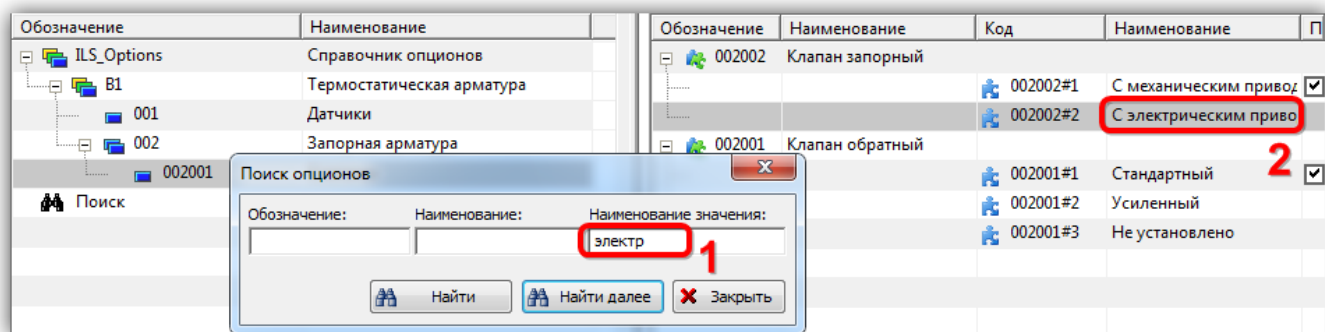 Обозначение Наименование Обозначение Наименование Код Наименование П
ILS_Options Справочник опционов 002002 Клапан запорный
B1 Термостатическая арматура 002002#1 С механическим привод
001 Датчики 002002#2 С электрическим приво
002 Запорная арматура 002001 Клапан обратный
002001 Поиск опционов x 002001#1 Стандартный 2
Поиск Обозначение: Наименование: Наименование значения: 002001#2 Усиленный
электр 1 002001#3 Не установлено
Найти Найти далее Закрыть